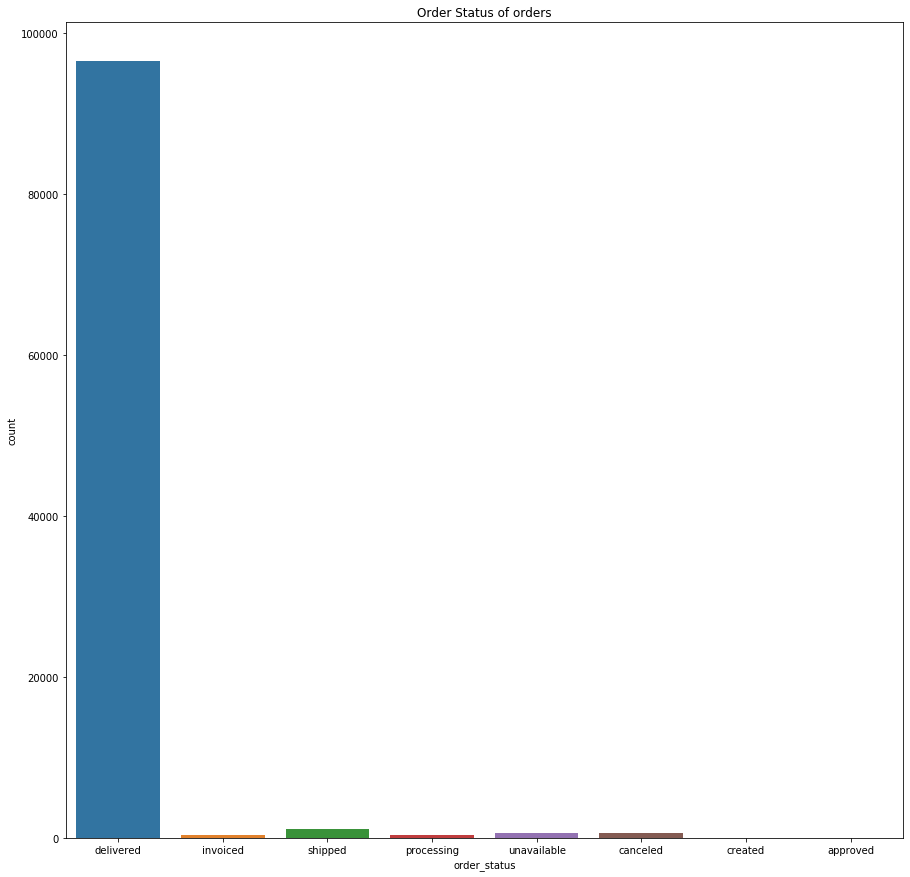 Order Status of orders
100000
80000
60000
40000
20000
0
count
delivered invoiced shipped processing unavailable canceled created approved
order_status